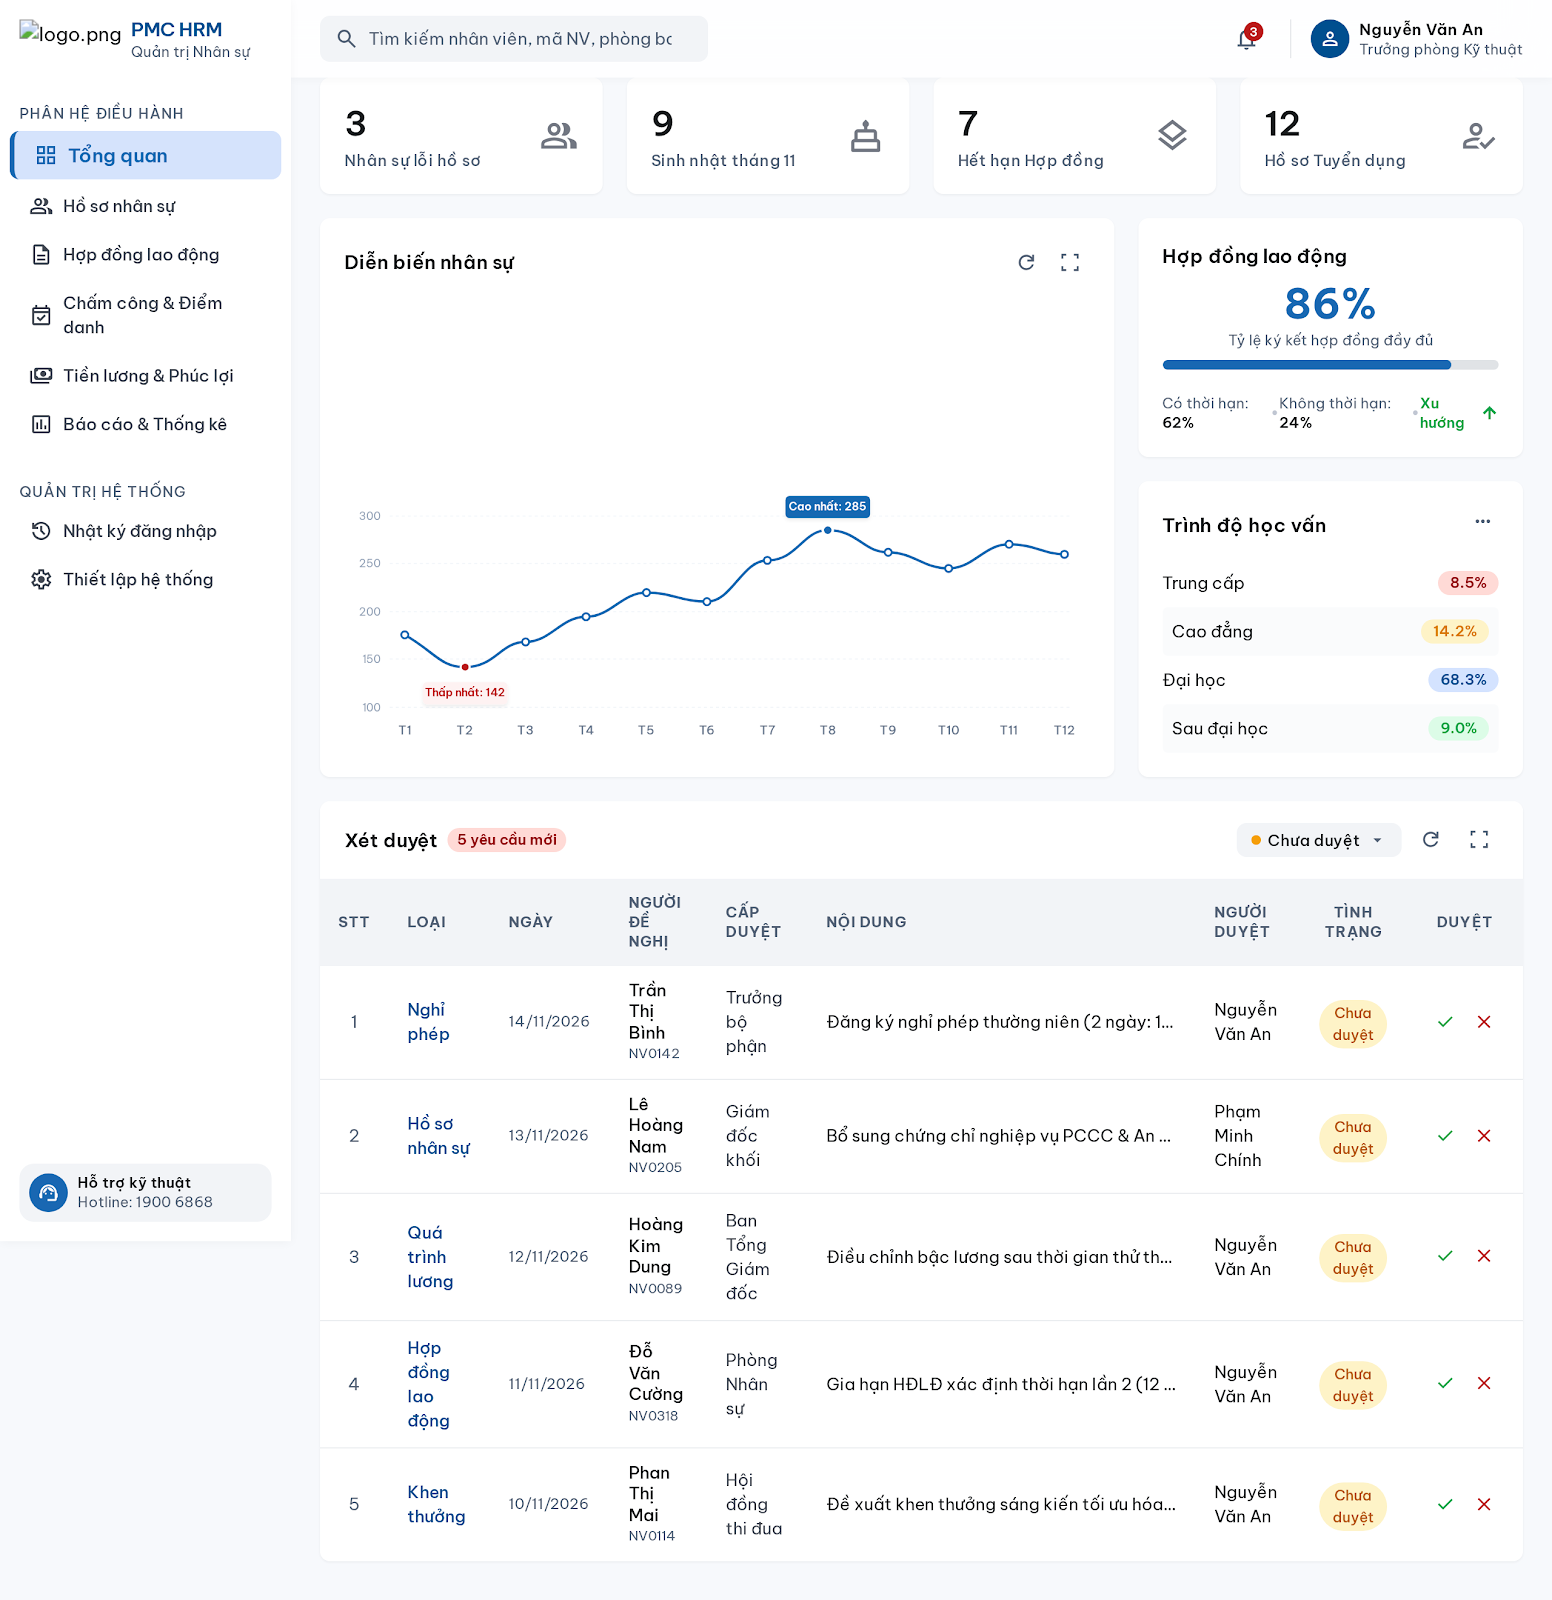 logo.png
PMC HRM
Quản trị Nhân sự
PHÂN HỆ ĐIỀU HÀNH
Tổng quan
Hồ sơ nhân sự
Hợp đồng lao động
Chấm công & Điểm
danh
Tiền lương & Phúc lợi
Báo cáo & Thống kê
QUẢN TRỊ HỆ THỐNG
Nhật ký đăng nhập
Thiết lập hệ thống
Hỗ trợ kỹ thuật
Hotline: 1900 6868
Tìm kiếm nhân viên, mã NV, phòng
3
Nguyễn Văn An
Trưởng phòng Kỹ thuật
3
Nhân sự lỗi hồ sơ
9
Sinh nhật tháng 11
7
Hết hạn Hợp đồng
12
Hồ sơ Tuyển dụng
Diễn biến nhân sự
300
250
200
150
100
Cao nhất: 285
Thấp nhất: 142
T1 T2 T3 T4 T5 T6 T7 T8 T9 T10 T11 T12
Hợp đồng lao động
86%
Tỷ lệ ký kết hợp đồng đầy đủ
Có thời hạn:
62%
Không thời hạn:
24%
Xu
hướng
Trình độ học vấn
Trung cấp 8.5%
Cao đẳng 14.2%
Đại học 68.3%
Sau đại học 9.0%
Xét duyệt 5 yêu cầu mới
Chưa duyệt
STT
LOẠI
NGÀY
NGƯỜI
ĐỀ
NGHỊ
CẤP
DUYỆT
NỘI DUNG
NGƯỜI
DUYỆT
TÌNH
TRẠNG
DUYỆT
1
Nghỉ
phép
14/11/2026
Trần
Thị
Bình
NV0142
Trưởng
bộ
phận
Đăng ký nghỉ phép thường niên (2 ngày: 1...
Nguyễn
Văn An
Chưa
duyệt
2
Hồ sơ
nhân sự
13/11/2026
Lê
Hoàng
Nam
NV0205
Giám
đốc
khối
Bổ sung chứng chỉ nghiệp vụ PCCC & An ...
Phạm
Minh
Chính
Chưa
duyệt
3
Quá
trình
lương
12/11/2026
Hoàng
Kim
Dung
NV0089
Ban
Tổng
Giám
đốc
Điều chỉnh bậc lương sau thời gian thử th...
Nguyễn
Văn An
Chưa
duyệt
4
Hợp
đồng
lao
động
11/11/2026
Đỗ
Văn
Cường
NV0318
Phòng
Nhân
sự
Gia hạn HĐLĐ xác định thời hạn lần 2 (12 ...
Nguyễn
Văn An
Chưa
duyệt
5
Khen
thưởng
10/11/2026
Phan
Thị
Mai
NV0114
Hội
đồng
thi đua
Đề xuất khen thưởng sáng kiến tối ưu hóa...
Nguyễn
Văn An
Chưa
duyệt